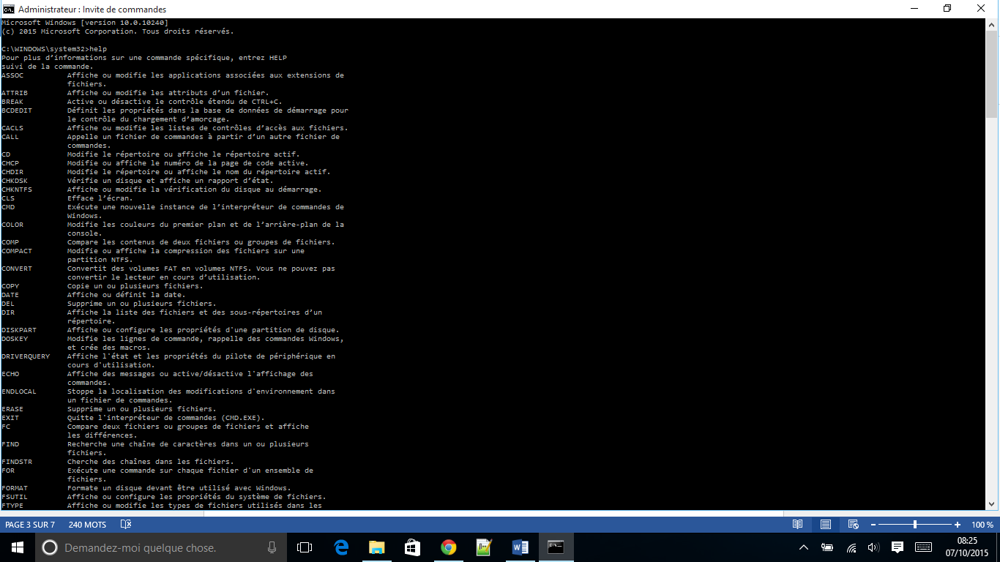 Administrateur : Invite de commandes
Microsoft Windows [version 10.0.10240]
(c) 2015 Microsoft Corporation. Tous droits réservés.
C:\WINDOWS\system32>help
Pour plus d’informations sur une commande spécifique, entrez HELP
suivi de la commande.
ASSOC Affiche ou modifie les applications associées aux extensions de
fichiers.
ATTRIB Affiche ou modifie les attributs d’un fichier.
BREAK Active ou désactive le contrôle étendu de CTRL+C.
BCDEDIT Définit les propriétés dans la base de données de démarrage pour
le contrôle du chargement d’amorcage.
CACLS Affiche ou modifie les listes de contrôles d’accès aux fichiers.
CALL Appelle un fichier de commandes à partir d’un autre fichier de
commandes.
CD Modifie le répertoire ou affiche le répertoire actif.
CHCP Modifie ou affiche le numéro de la page de code active.
CHDIR Modifie le répertoire ou affiche le nom du répertoire actif.
CHKDSK Vérifie un disque et affiche un rapport d’état.
CHKNTFS Affiche ou modifie la vérification du disque au démarrage.
CLS Efface l’écran.
CMD Exécute une nouvelle instance de l’interpréteur de commandes de
Windows.
COLOR Modifie les couleurs du premier plan et de l’arrière-plan de la
console.
COMP Compare les contenus de deux fichiers ou groupes de fichiers.
COMPACT Modifie ou affiche la compression des fichiers sur une
partition NTFS.
CONVERT Convertit des volumes FAT en volumes NTFS. Vous ne pouvez pas
convertir le lecteur en cours d’utilisation.
COPY Copie un ou plusieurs fichiers.
DATE Affiche ou définit la date.
DEL Supprime un ou plusieurs fichiers.
DIR Affiche la liste des fichiers et des sous-répertoires d’un
répertoire.
DISKPART Affiche ou configure les propriétés d'une partition de disque.
DOSKEY Modifie les lignes de commande, rappelle des commandes Windows,
et crée des macros.
DRIVERQUERY Affiche l'état et les propriétés du pilote de périphérique en
cours d'utilisation.
ECHO Affiche des messages ou active/désactive l'affichage des
commandes.
ENDLOCAL Stoppe la localisation des modifications d'environnement dans
un fichier de commandes.
ERASE Supprime un ou plusieurs fichiers.
EXIT Quitte l'interpréteur de commandes (CMD.EXE).
FC Compare deux fichiers ou groupes de fichiers et affiche
les différences.
FIND Recherche une chaîne de caractères dans un ou plusieurs
fichiers.
FINDSTR Cherche des chaînes dans les fichiers.
FOR Exécute une commande sur chaque fichier d'un ensemble de
fichiers.
FORMAT Formate un disque devant être utilisé avec Windows.
FSUTIL Affiche ou configure les propriétés du système de fichiers.
FTYPE Affiche ou modifie les types de fichiers utilisés dans les
PAGE 3 SUR 7 240 MOTS 100 %
Demandez-moi quelque chose.
08:25
07/10/2015